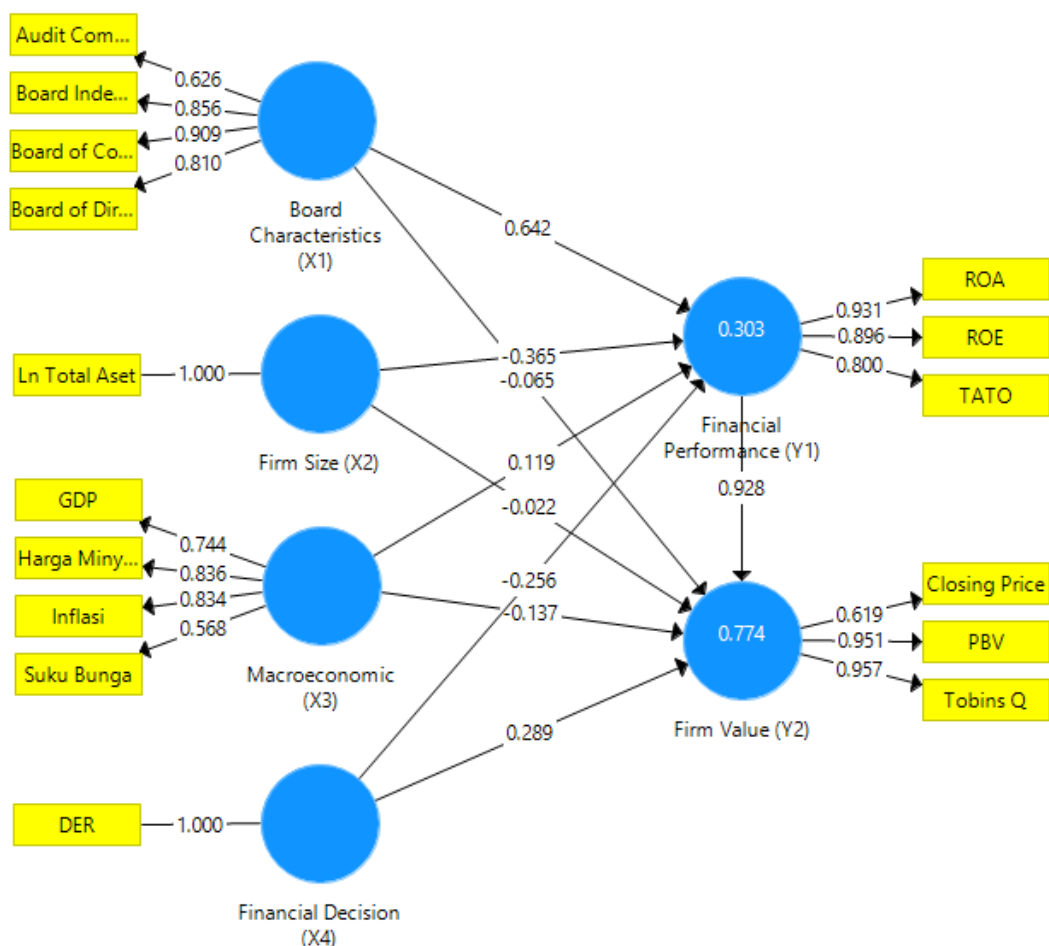 Audit Com...
0.626
Board Inde...
0.856
Board of Co...
0.909
Board of Dir...
0.810
Board
Characteristics
(X1)
0.642
Ln Total Aset
1.000
Firm Size (X2)
-0.365
-0.065
0.303
Financial
Performance (Y1)
ROA
0.931
ROE
0.896
TATO
0.800
0.119
-0.022
0.928
GDP
0.744
Harga Miny...
0.836
Inflasi
0.834
Suku Bunga
0.568
Macroeconomic
(X3)
-0.256
-0.137
0.774
Firm Value (Y2)
Closing Price
0.619
PBV
0.951
Tobins Q
0.957
0.289
DER
1.000
Financial Decision
(X4)